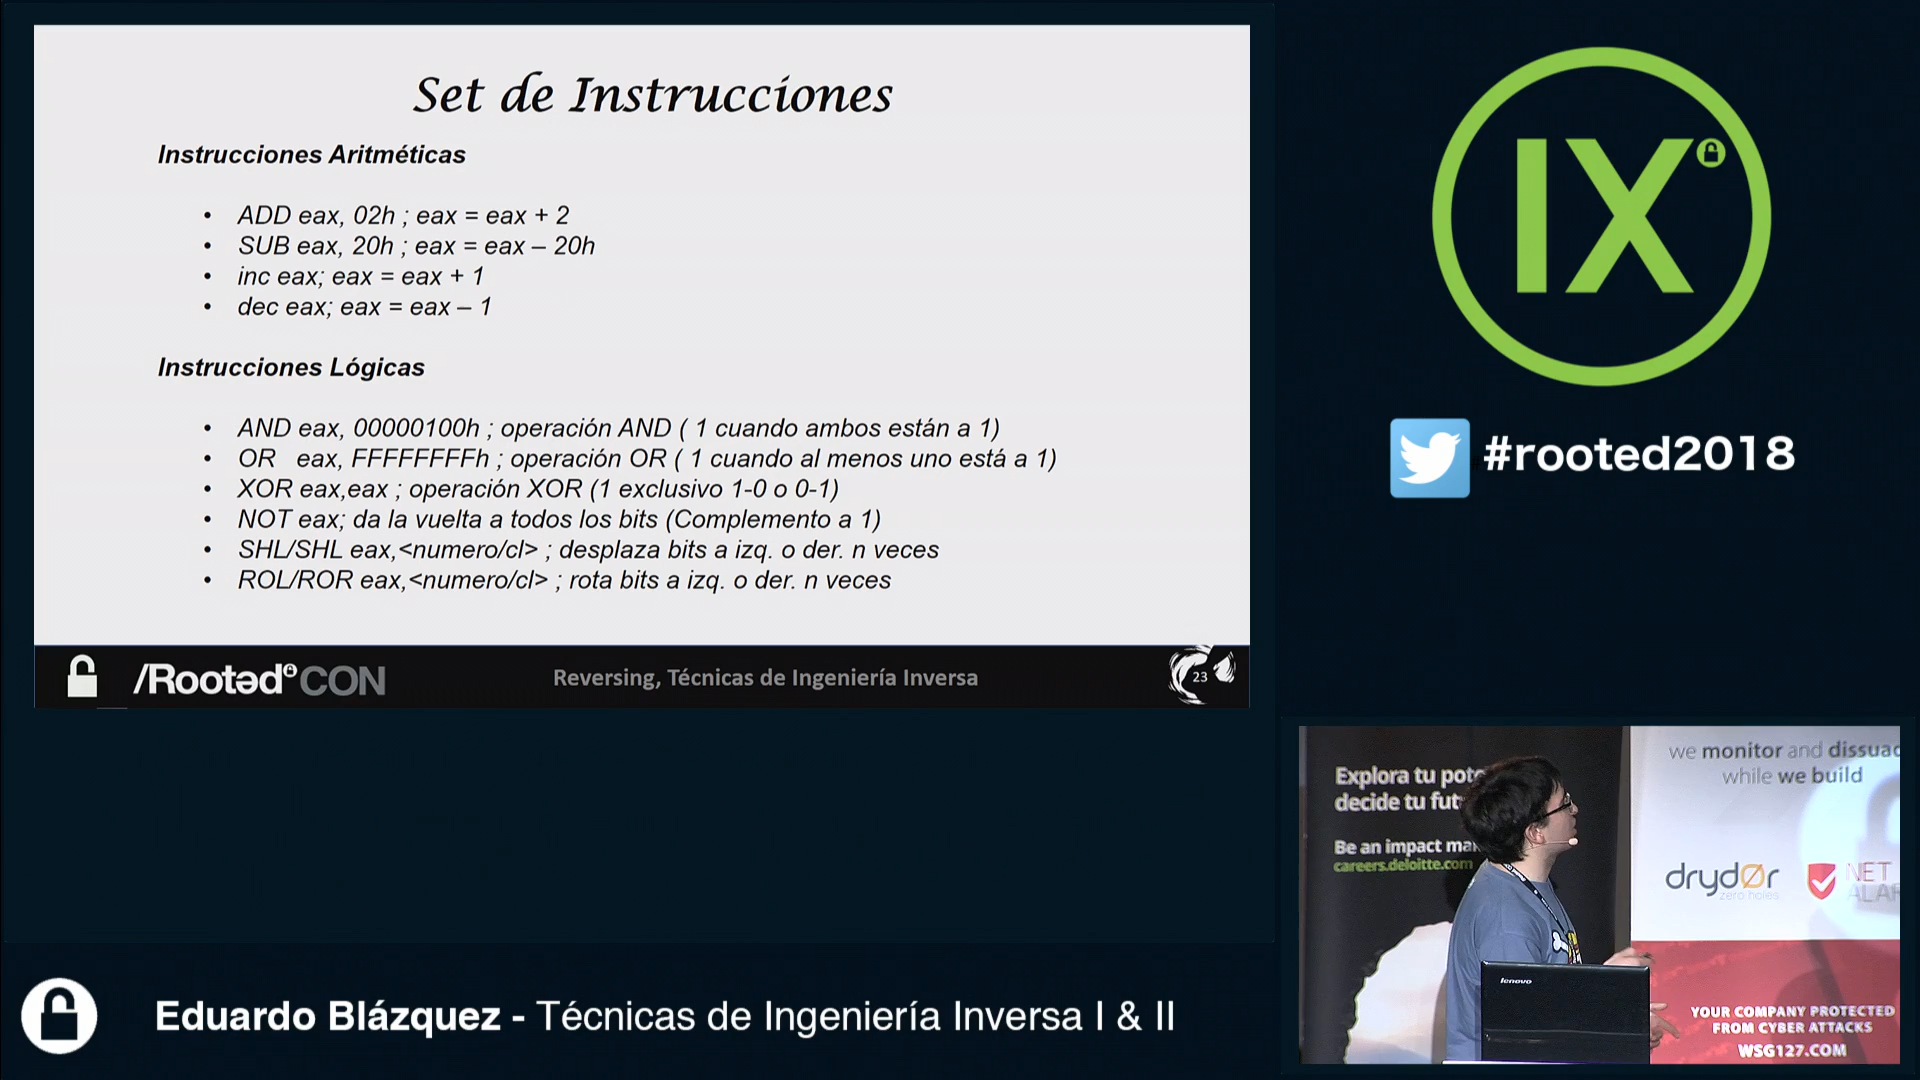 Set de Instrucciones
Instrucciones Aritméticas
• ADD eax, 02h ; eax = eax + 2
• SUB eax, 20h ; eax = eax – 20h
• inc eax; eax = eax + 1
• dec eax; eax = eax – 1
Instrucciones Lógicas
• AND eax, 00000100h ; operación AND ( 1 cuando ambos están a 1)
• OR eax, FFFFFFFFh ; operación OR ( 1 cuando al menos uno está a 1)
• XOR eax,eax ; operación XOR (1 exclusivo 1-0 o 0-1)
• NOT eax; da la vuelta a todos los bits (Complemento a 1)
• SHL/SHL eax,<numero/cl> ; desplaza bits a izq. o der. n veces
• ROL/ROR eax,<numero/cl> ; rota bits a izq. o der. n veces
/Rootəd CON
Reversing, Técnicas de Ingeniería Inversa
23
IX
#rooted2018
Explora tu
decide tu
Be an impact
careers.deloitte.com
we monitor and
while we build
drydØr
zero holes
NET
YOUR COMPANY PROTECTED
FROM CYBER ATTACKS
WSG127.COM
lenovo
Eduardo Blázquez - Técnicas de Ingeniería Inversa I & II